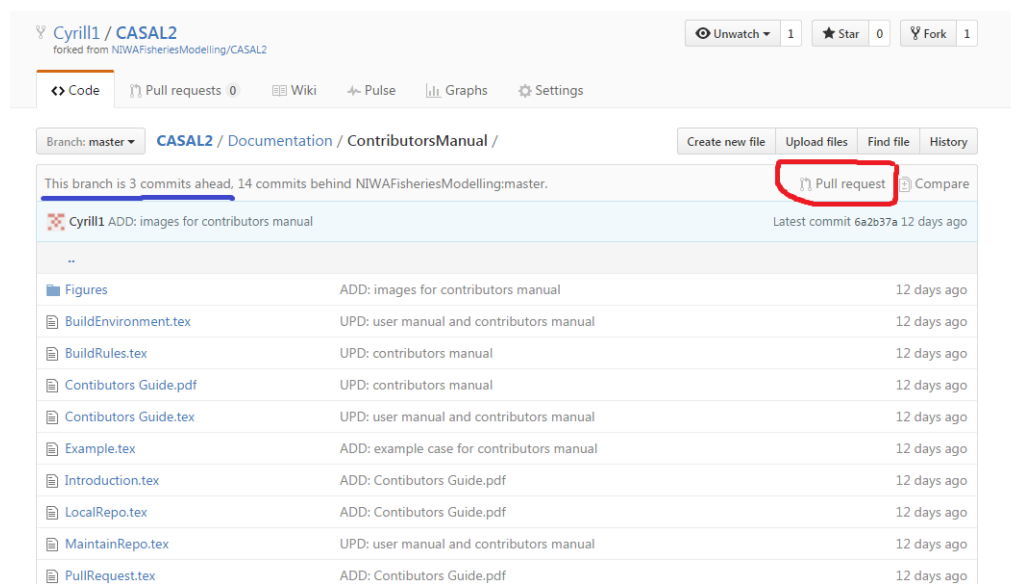 Cyrill1 / CASAL2
Unwatch 1 Star 0 Fork 1
forked from NIWAFisheriesModelling/CASAL2
Code Pull requests 0 Wiki Pulse Graphs Settings
Branch: master CASAL2 / Documentation / ContributorsManual / Create new file Upload files Find file History
This branch is 3 commits ahead, 14 commits behind NIWAFisheriesModelling:master. Pull request Compare
Cyrill1 ADD: images for contributors manual Latest commit 6a2b37a 12 days ago
..
Figures ADD: images for contributors manual 12 days ago
BuildEnvironment.tex UPD: user manual and contributors manual 12 days ago
BuildRules.tex UPD: contributors manual 12 days ago
Contibutors Guide.pdf UPD: contributors manual 12 days ago
Contibutors Guide.tex UPD: user manual and contributors manual 12 days ago
Example.tex ADD: example case for contributors manual 12 days ago
Introduction.tex ADD: Contibutors Guide.pdf 12 days ago
LocalRepo.tex ADD: Contibutors Guide.pdf 12 days ago
MaintainRepo.tex UPD: user manual and contributors manual 12 days ago
PullRequest.tex ADD: Contibutors Guide.pdf 12 days ago